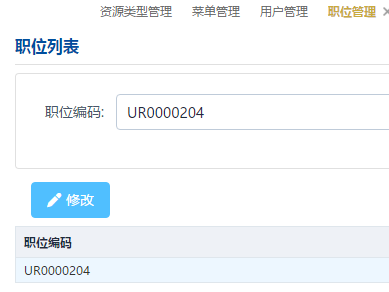 资源类型管理 菜单管理 用户管理 职位管理
职位列表
职位编码: UR0000204
修改
职位编码
UR0000204